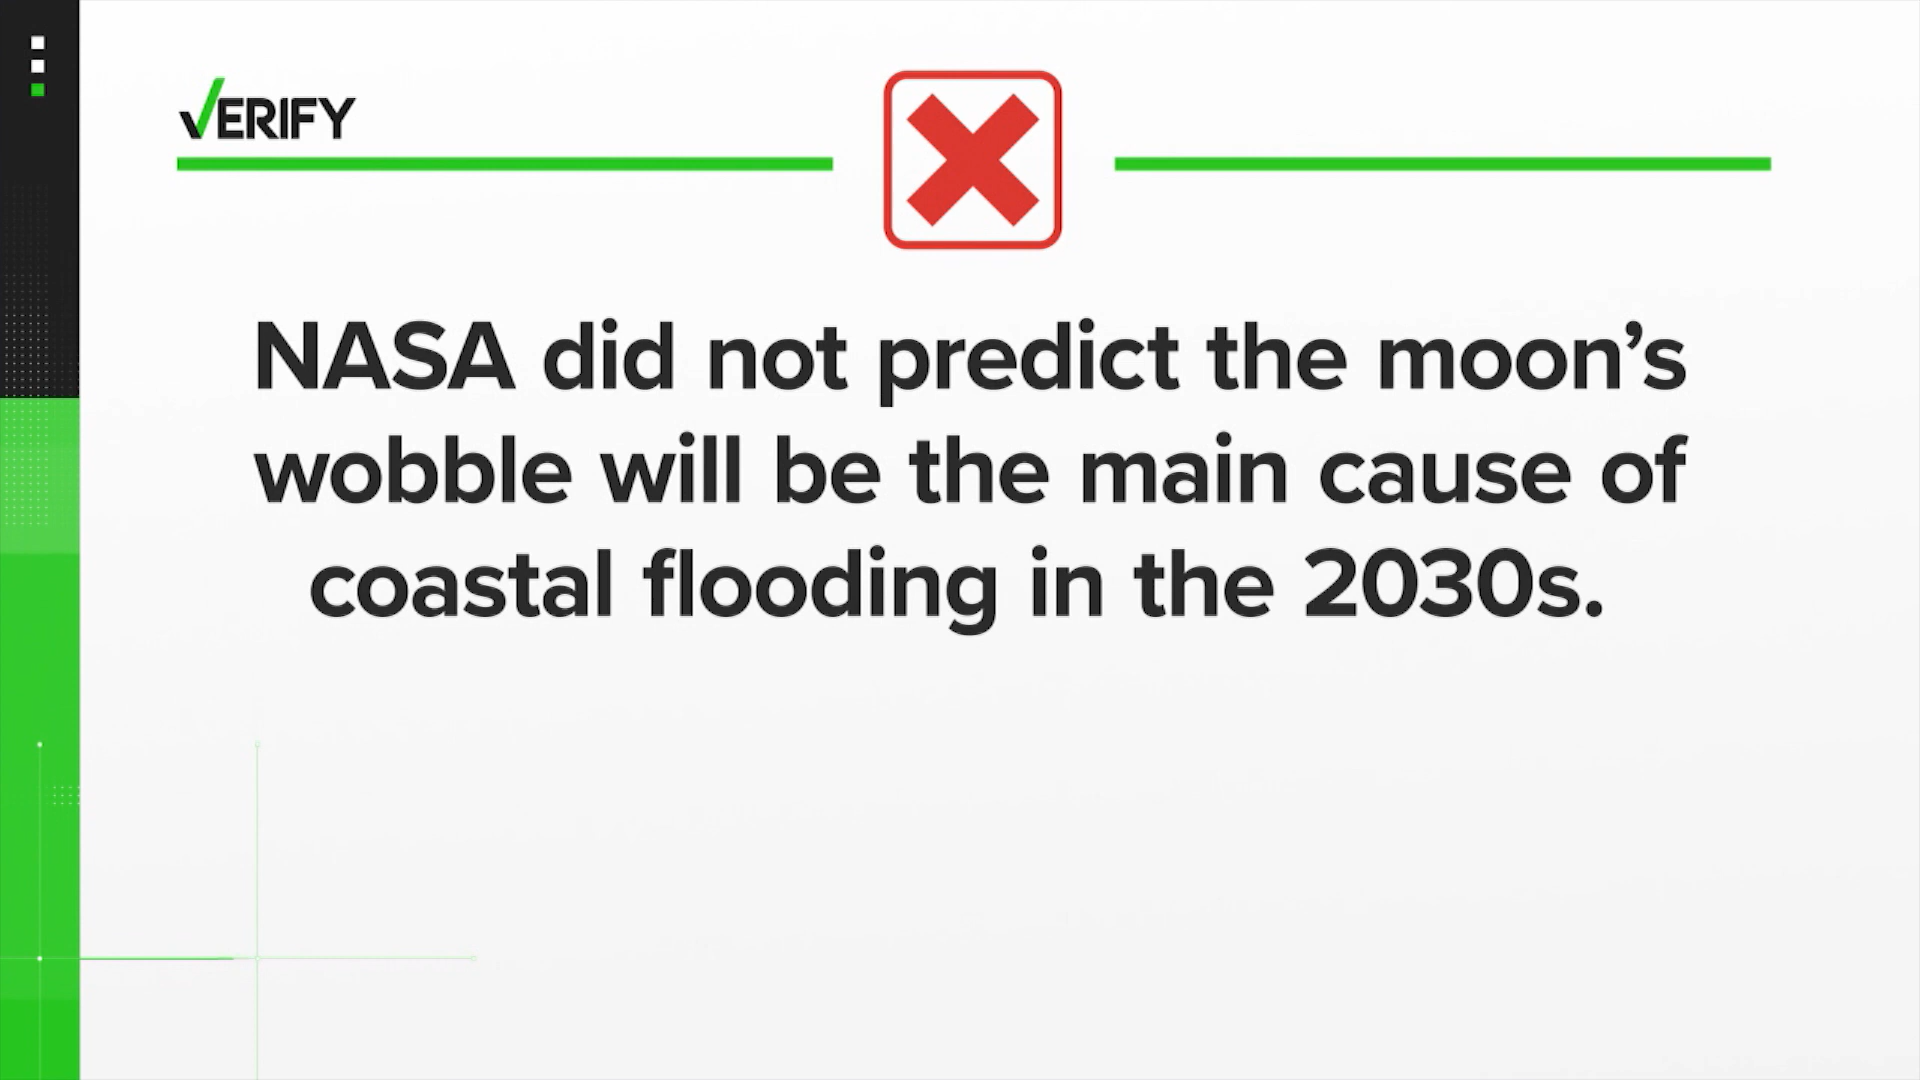 VERIFY
NASA did not predict the moon’s
wobble will be the main cause of
coastal flooding in the 2030s.